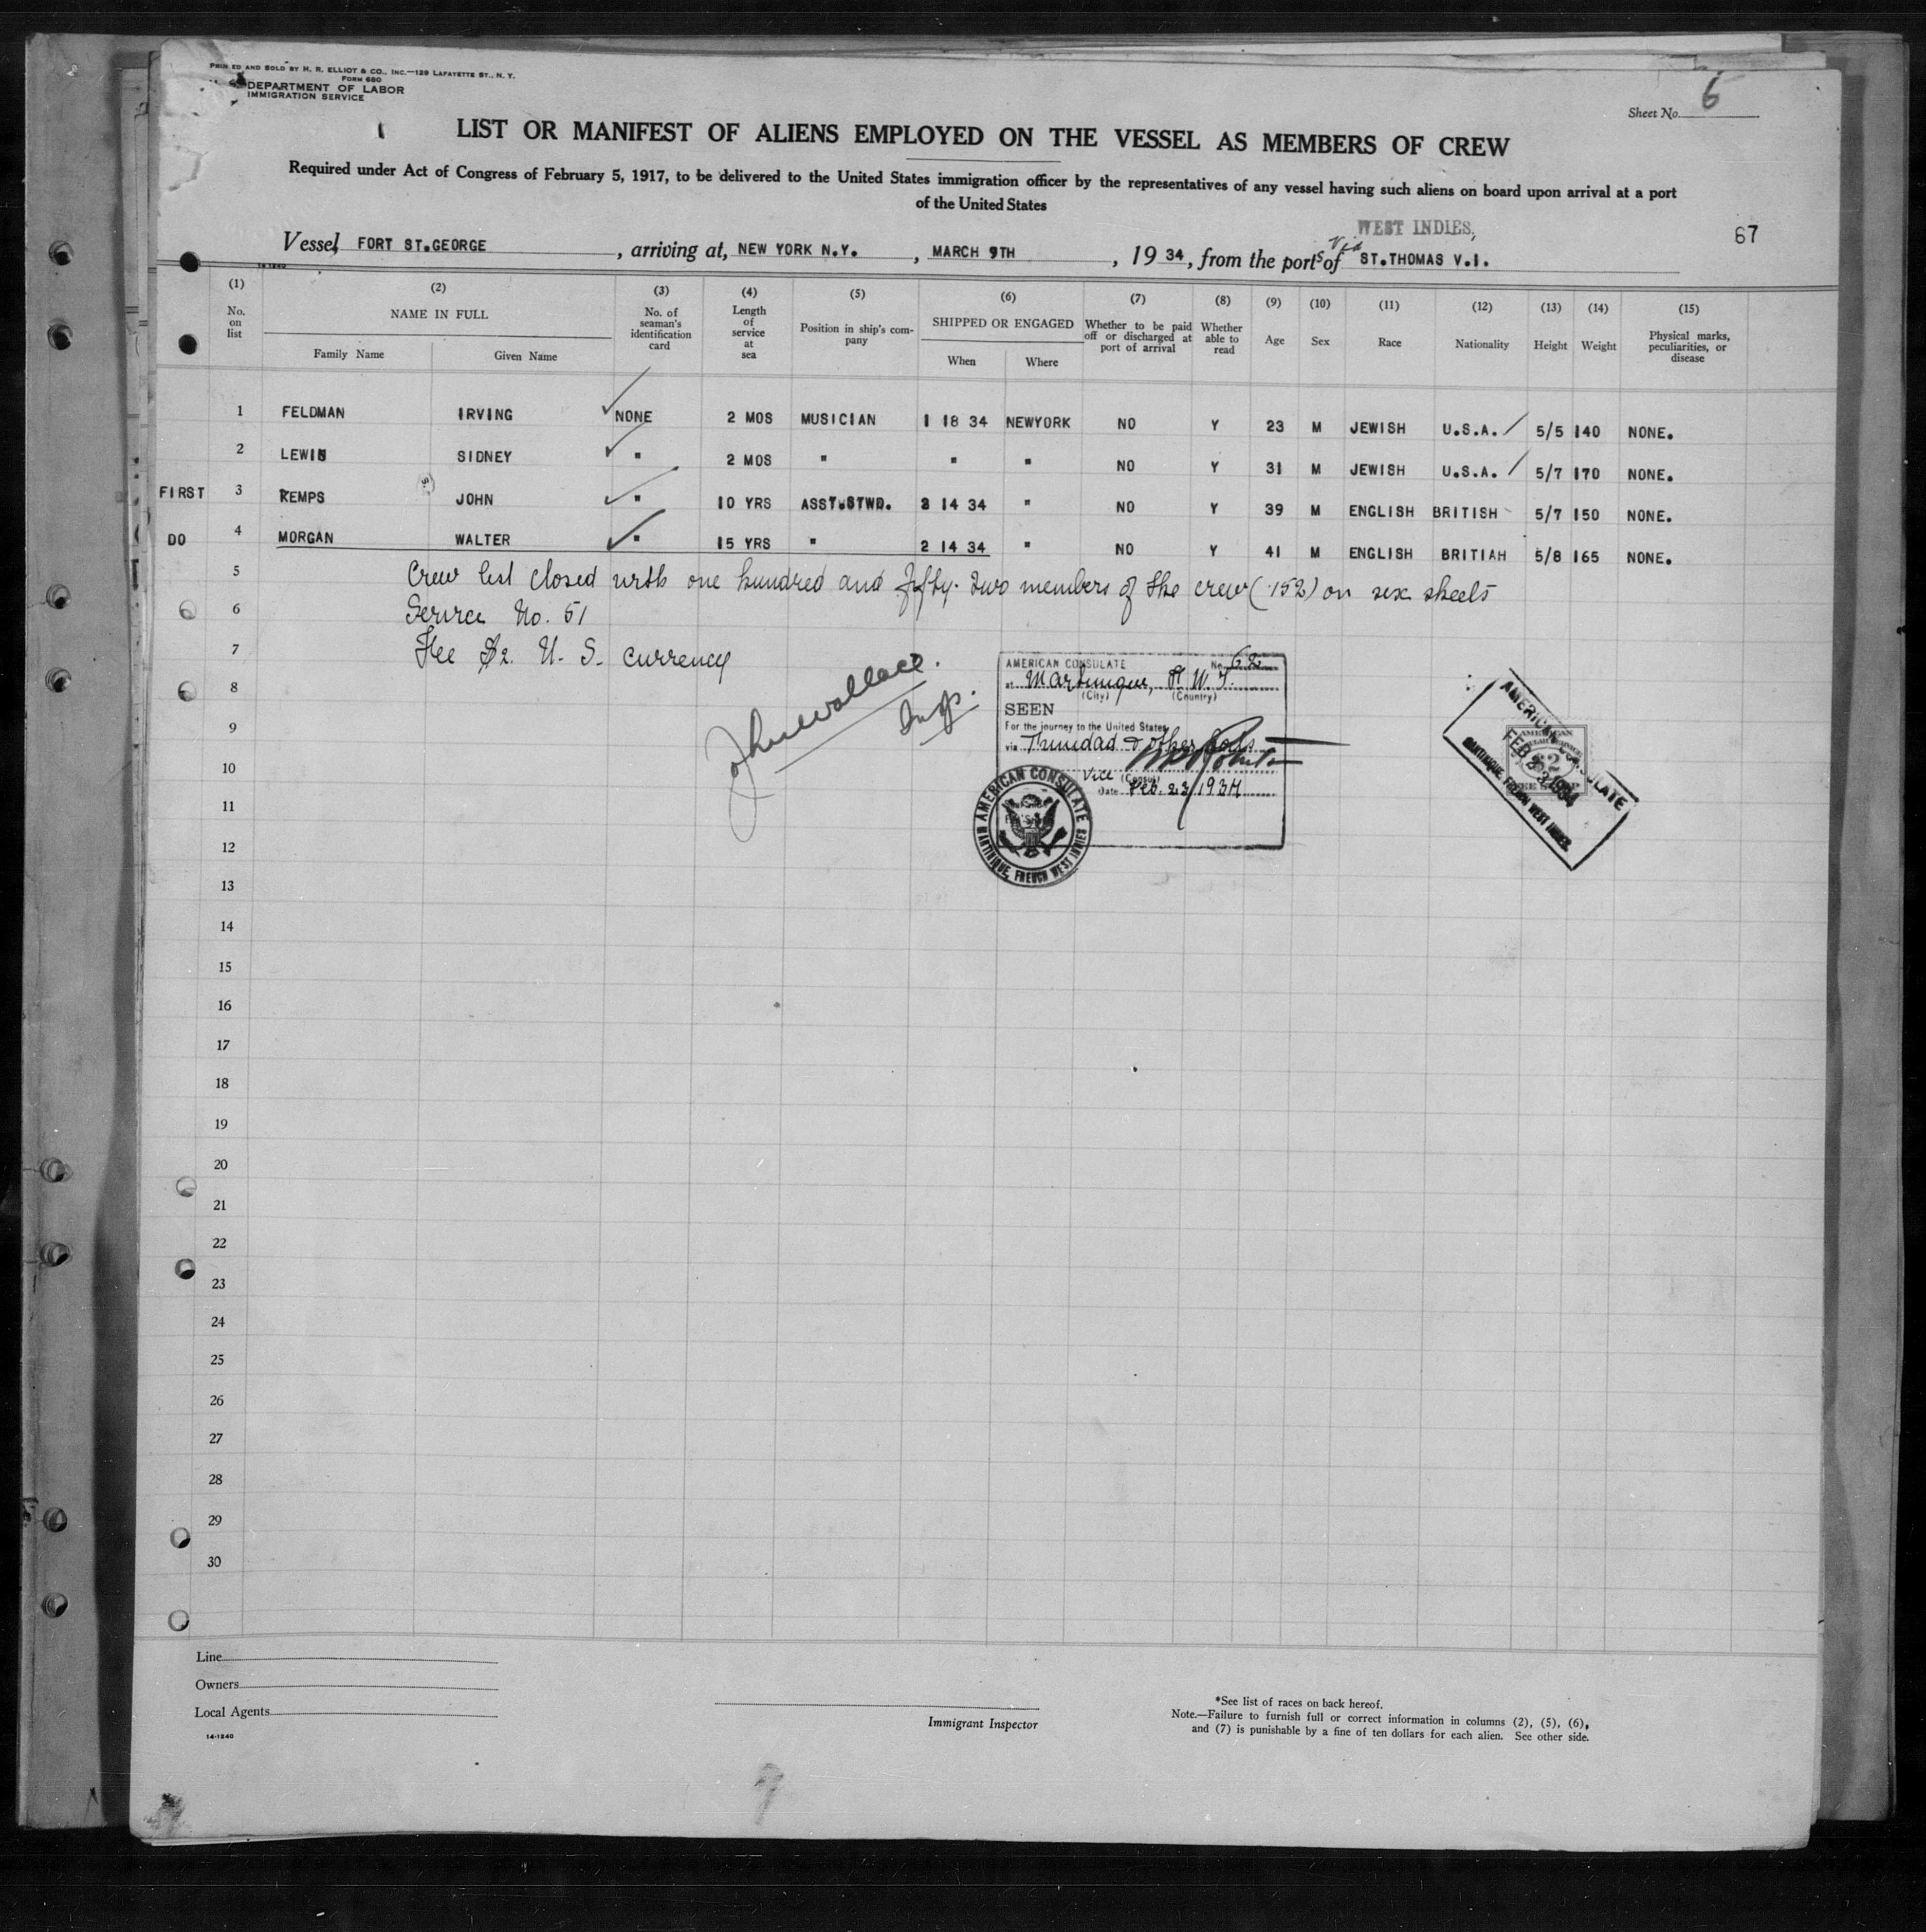 PRINTED AND SOLD BY H. R. ELLIOT & CO., INC.—129 LAFAYETTE ST., N. Y.
FORM 680
DEPARTMENT OF LABOR
IMMIGRATION SERVICE
Sheet No. 6
LIST OR MANIFEST OF ALIENS EMPLOYED ON THE VESSEL AS MEMBERS OF CREW
Required under Act of Congress of February 5, 1917, to be delivered to the United States immigration officer by the representatives of any vessel having such aliens on board upon arrival at a port
of the United States
WEST INDIES,
67
Vessel FORT ST.GEORGE, arriving at, NEW YORK N.Y., MARCH 9TH, 1934, from the ports of Via ST.THOMAS V.I.
14-1240
(1) (2) (3) (4) (5) (6) (7) (8) (9) (10) (11) (12) (13) (14) (15)
No. on list NAME IN FULL Family Name Given Name No. of seaman's identification card Length of service at sea Position in ship's company SHIPPED OR ENGAGED When Where Whether to be paid off or discharged at port of arrival Whether able to read Age Sex Race Nationality Height Weight Physical marks, peculiarities, or disease
1 FELDMAN IRVING NONE 2 MOS MUSICIAN 1 18 34 NEWYORK NO Y 23 M JEWISH U.S.A. 5/5 140 NONE.
2 LEWIN SIDNEY " 2 MOS " " " NO Y 31 M JEWISH U.S.A. 5/7 170 NONE.
FIRST 3 KEMPS JOHN " 10 YRS ASST.STWD. 2 14 34 " NO Y 39 M ENGLISH BRITISH 5/7 150 NONE.
DO 4 MORGAN WALTER " 15 YRS " 2 14 34 " NO Y 41 M ENGLISH BRITIAH 5/8 165 NONE.
5 Crew list closed with one hundred and fifty-two members of the crew (152) on six sheets
6 Service No. 51
7 Fee $2. U. S. currency
8
9
10
11
12
13
14
15
16
17
18
19
20
21
22
23
24
25
26
27
28
29
30
John Wallace.
Insp.
AMERICAN CONSULATE No. 62
at Martinique, F. W. I.
(City) (Country)
SEEN
For the journey to the United States
via Trinidad & other ports
Vice (Consul)
Date Feb. 23, 1934
AMERICAN CONSULATE
MARTINIQUE, FRENCH WEST INDIES
AMERICAN CONSULATE
FEB 23 1934
MARTINIQUE, FRENCH WEST INDIES
AMERICAN
2
FEE STAMP
Line
Owners
Local Agents
14-1240
Immigrant Inspector
*See list of races on back hereof.
Note.—Failure to furnish full or correct information in columns (2), (5), (6),
and (7) is punishable by a fine of ten dollars for each alien. See other side.